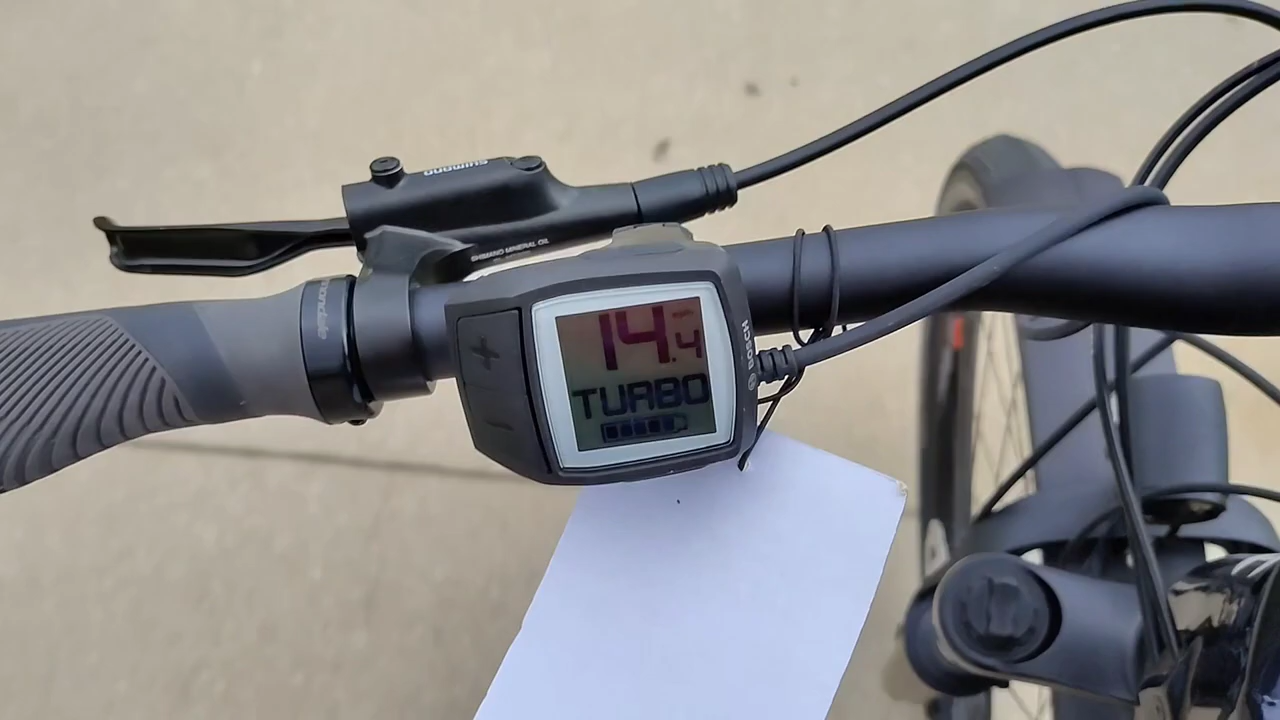 SHIMANO
SHIMANO MINERAL OIL
14.4
TURBO
BOSCH